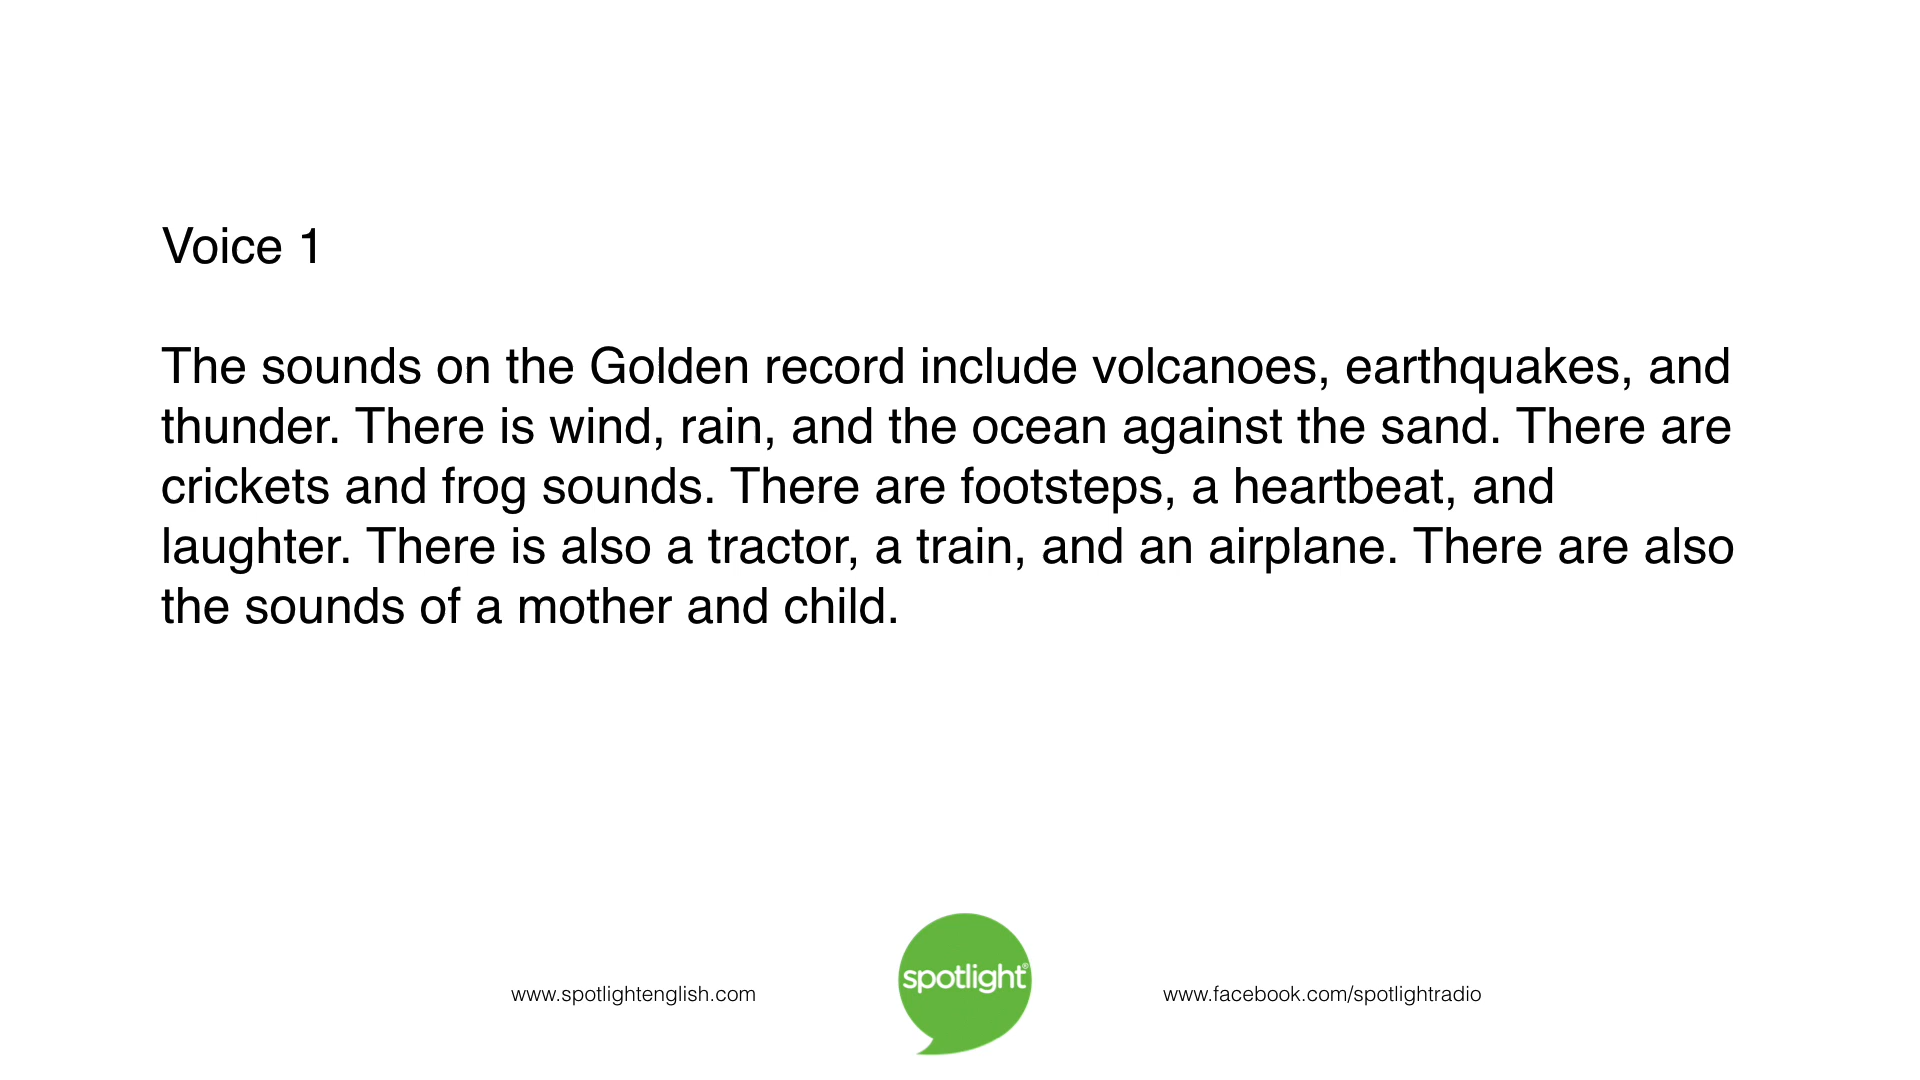 Voice 1
The sounds on the Golden record include volcanoes, earthquakes, and
thunder. There is wind, rain, and the ocean against the sand. There are
crickets and frog sounds. There are footsteps, a heartbeat, and
laughter. There is also a tractor, a train, and an airplane. There are also
the sounds of a mother and child.
www.spotlightenglish.com
spotlight®
www.facebook.com/spotlightradio